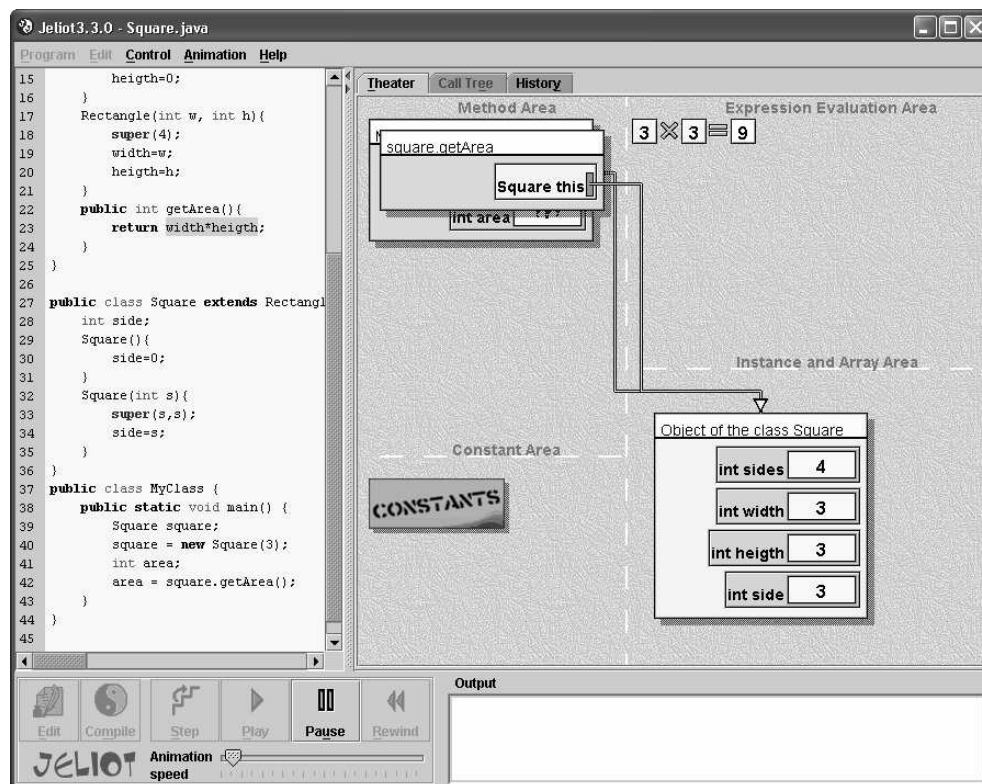 Jeliot3.3.0 - Square.java
Program Edit Control Animation Help
15 heigth=0;
16 }
17 Rectangle(int w, int h){
18 super(4);
19 width=w;
20 heigth=h;
21 }
22 public int getArea(){
23 return width*heigth;
24 }
25 }
26
27 public class Square extends Rectangl
28 int side;
29 Square(){
30 side=0;
31 }
32 Square(int s){
33 super(s,s);
34 side=s;
35 }
36 }
37 public class MyClass {
38 public static void main() {
39 Square square;
40 square = new Square(3);
41 int area;
42 area = square.getArea();
43 }
44 }
45
Theater Call Tree History
Method Area
square.getArea
Square this
int area ???
Expression Evaluation Area
3 × 3 = 9
Constant Area
CONSTANTS
Instance and Array Area
Object of the class Square
int sides 4
int width 3
int heigth 3
int side 3
Edit Compile Step Play Pause Rewind
JELIOT
Animation
speed
Output